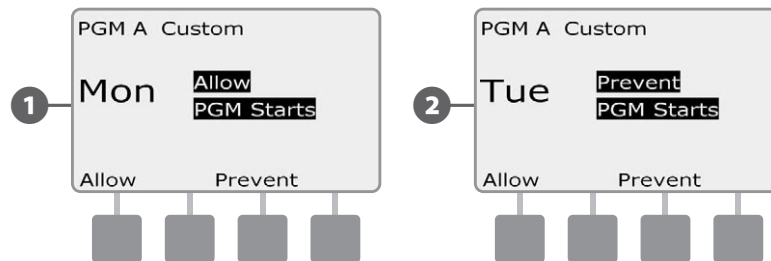 PGM A Custom
1
Mon
Allow
PGM Starts
Allow Prevent
PGM A Custom
2
Tue
Prevent
PGM Starts
Allow Prevent